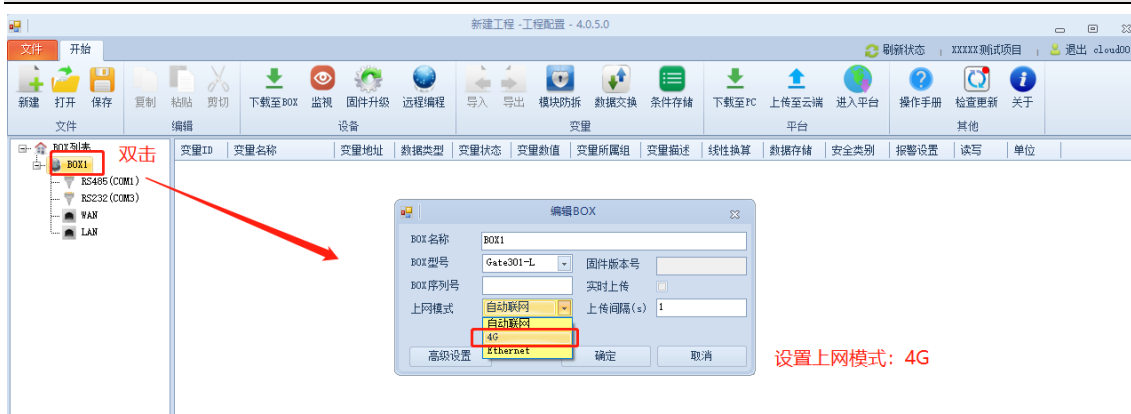 新建工程 -工程配置 - 4.0.5.0
文件 开始 刷新状态 XXXXX测试项目 退出 cloud00
新建 打开 保存 复制 粘贴 剪切 下载至BOX 监视 固件升级 远程编程 导入 导出 模块防拆 数据交换 条件存储 下载至PC 上传至云端 进入平台 操作手册 检查更新 关于
文件 编辑 设备 变量 平台 其他
BOX列表
BOX1
RS485(COM1)
RS232(COM3)
WAN
LAN
双击
变量ID 变量名称 变量地址 数据类型 变量状态 变量数值 变量所属组 变量描述 线性换算 数据存储 安全类别 报警设置 读写 单位
编辑BOX
BOX名称 BOX1
BOX型号 Gate301-L 固件版本号
BOX序列号 实时上传
上网模式 自动联网 上传间隔(s) 1
自动联网
4G
Ethernet
高级设置 确定 取消
设置上网模式：4G